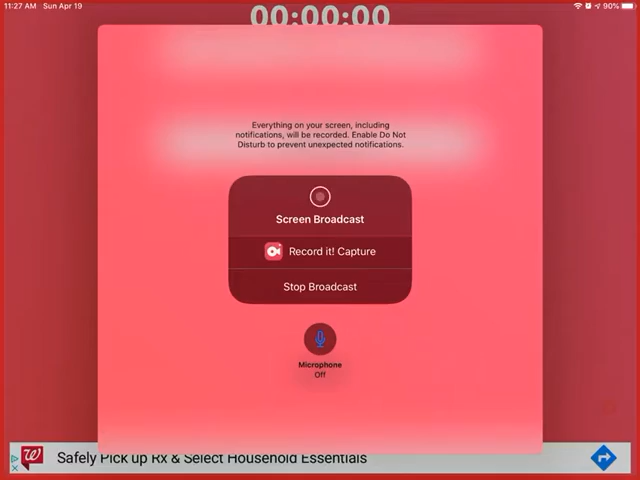 11:27 AM Sun Apr 19
90%
00:00:00
Everything on your screen, including
notifications, will be recorded. Enable Do Not
Disturb to prevent unexpected notifications.
Screen Broadcast
Record it! Capture
Stop Broadcast
Microphone
Off
Safely Pick up Rx & Select Household Essentials